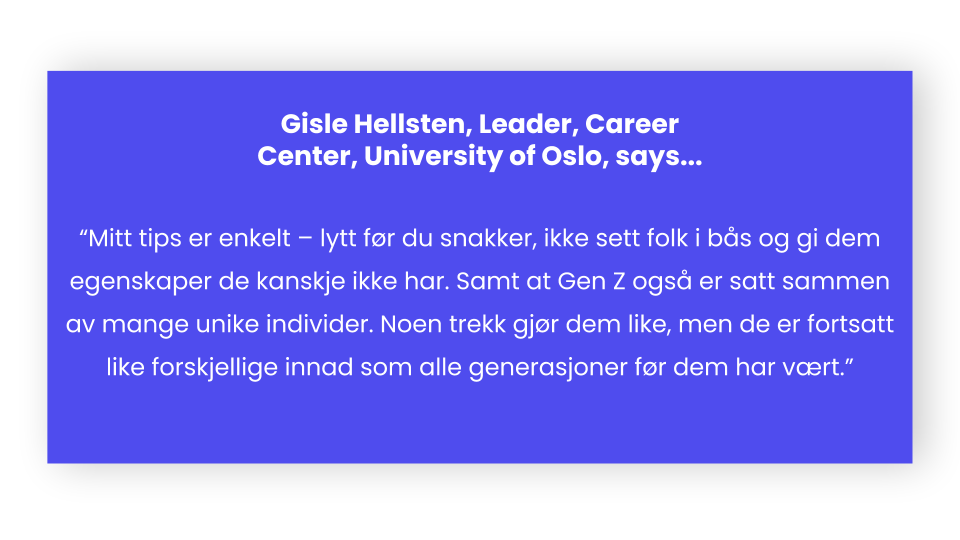 Gisle Hellsten, Leader, Career
Center, University of Oslo, says...
“Mitt tips er enkelt – lytt før du snakker, ikke sett folk i bås og gi dem
egenskaper de kanskje ikke har. Samt at Gen Z også er satt sammen
av mange unike individer. Noen trekk gjør dem like, men de er fortsatt
like forskjellige innad som alle generasjoner før dem har vært.”